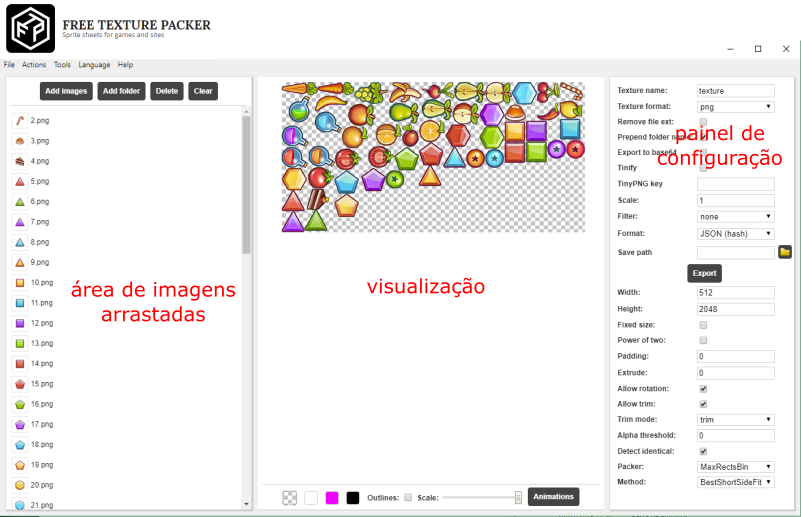 FREE TEXTURE PACKER
Sprite sheets for games and sites
File Actions Tools Language Help
Add images Add folder Delete Clear
2.png
3.png
4.png
5.png
6.png
7.png
8.png
9.png
10.png
11.png
12.png
13.png
14.png
15.png
16.png
17.png
18.png
19.png
20.png
21.png
área de imagens
arrastadas
visualização
Outlines: Scale: Animations
painel de
configuração
Texture name: texture
Texture format: png
Remove file ext:
Prepend folder name
Export to base64
Tinify
TinyPNG key
Scale: 1
Filter: none
Format: JSON (hash)
Save path
Export
Width: 512
Height: 2048
Fixed size:
Power of two:
Padding: 0
Extrude: 0
Allow rotation:
Allow trim:
Trim mode: trim
Alpha threshold: 0
Detect identical:
Packer: MaxRectsBin
Method: BestShortSideFit